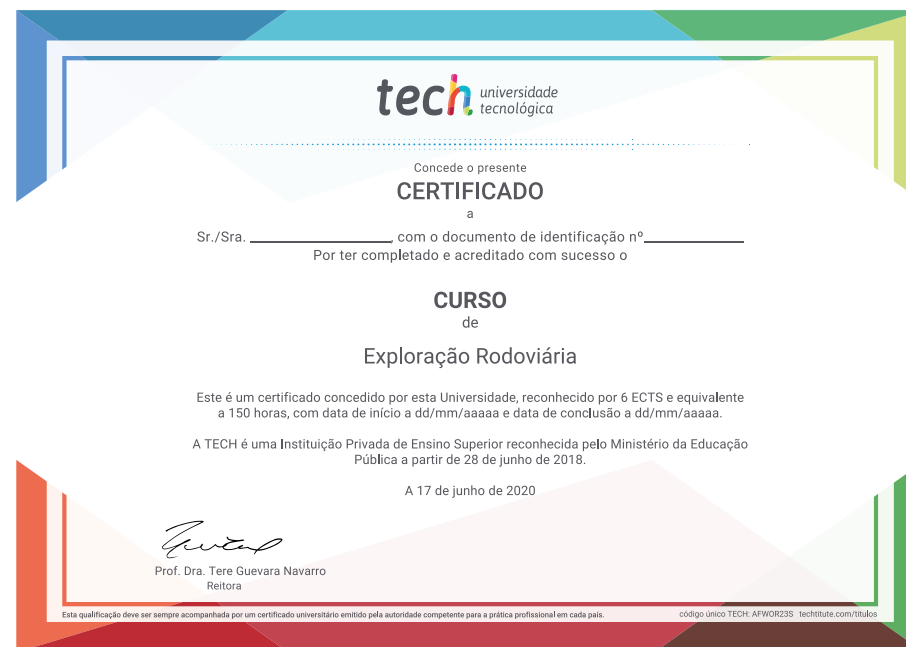 tech universidade
tecnológica
Concede o presente
CERTIFICADO
a
Sr./Sra. ____________, com o documento de identificação nº____________
Por ter completado e acreditado com sucesso o
CURSO
de
Exploração Rodoviária
Este é um certificado concedido por esta Universidade, reconhecido por 6 ECTS e equivalente
a 150 horas, com data de início a dd/mm/aaaaa e data de conclusão a dd/mm/aaaaa.
A TECH é uma Instituição Privada de Ensino Superior reconhecida pelo Ministério da Educação
Pública a partir de 28 de junho de 2018.
A 17 de junho de 2020
Prof. Dra. Tere Guevara Navarro
Reitora
Esta qualificação deve ser sempre acompanhada por um certificado universitário emitido pela autoridade competente para a prática profissional em cada país.
código único TECH: AFWOR23S techtitute.com/titulos